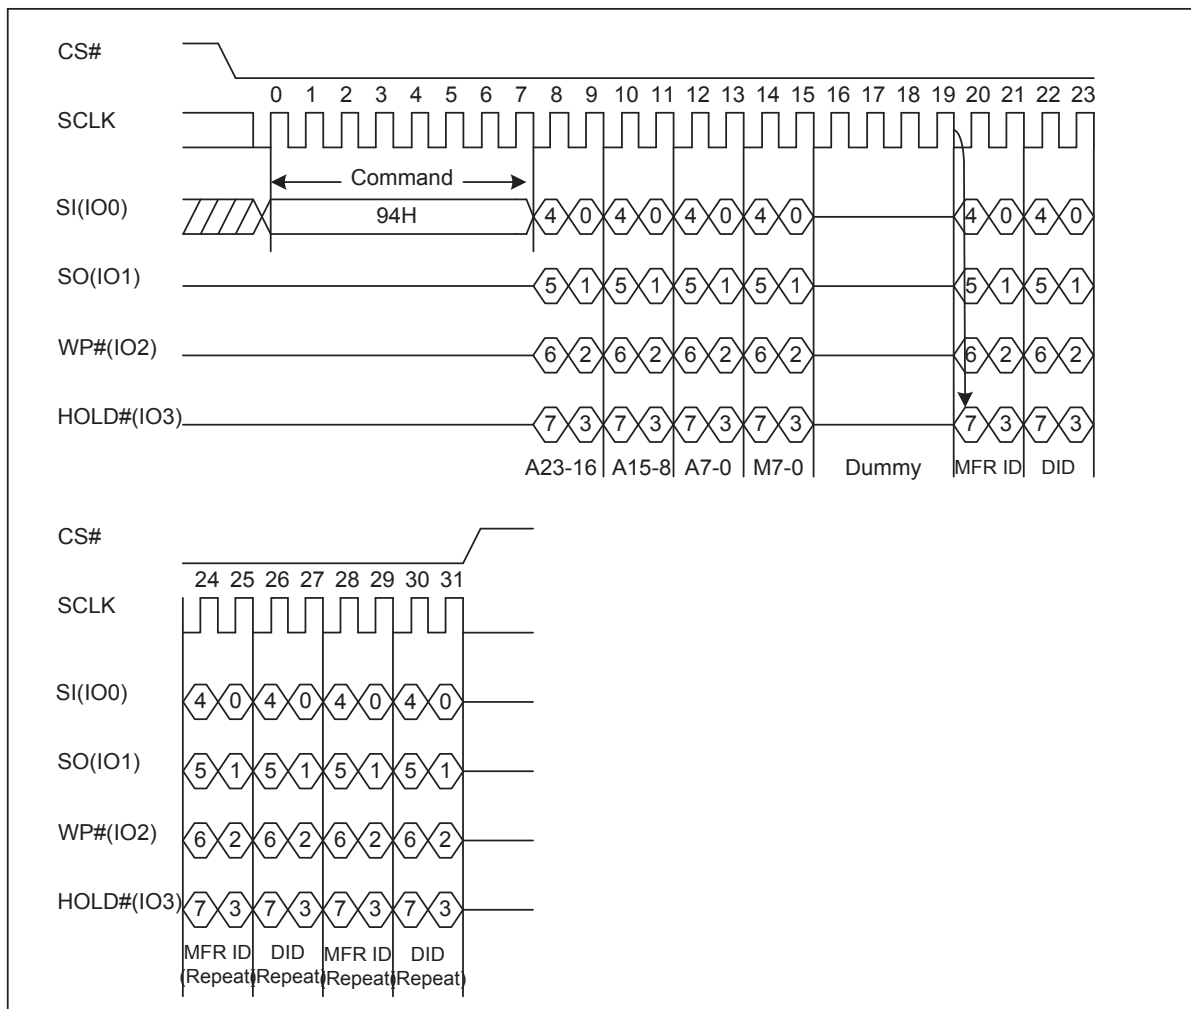 CS#
0 1 2 3 4 5 6 7 8 9 10 11 12 13 14 15 16 17 18 19 20 21 22 23
SCLK
Command
SI(IO0) 94H 4 0 4 0 4 0 4 0 4 0 4 0
SO(IO1) 5 1 5 1 5 1 5 1 5 1 5 1
WP#(IO2) 6 2 6 2 6 2 6 2 6 2 6 2
HOLD#(IO3) 7 3 7 3 7 3 7 3 7 3 7 3
A23-16 A15-8 A7-0 M7-0 Dummy MFR ID DID
CS#
24 25 26 27 28 29 30 31
SCLK
SI(IO0) 4 0 4 0 4 0 4 0
SO(IO1) 5 1 5 1 5 1 5 1
WP#(IO2) 6 2 6 2 6 2 6 2
HOLD#(IO3) 7 3 7 3 7 3 7 3
MFR ID DID MFR ID DID
(Repeat) (Repeat) (Repeat) (Repeat)